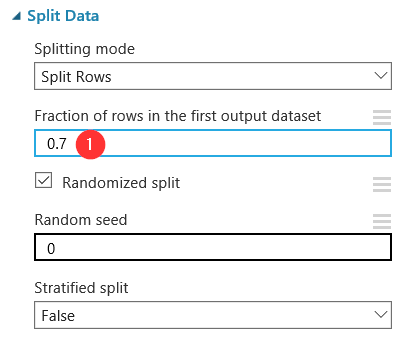 Split Data
Splitting mode
Split Rows
Fraction of rows in the first output dataset
0.7 1
Randomized split
Random seed
0
Stratified split
False